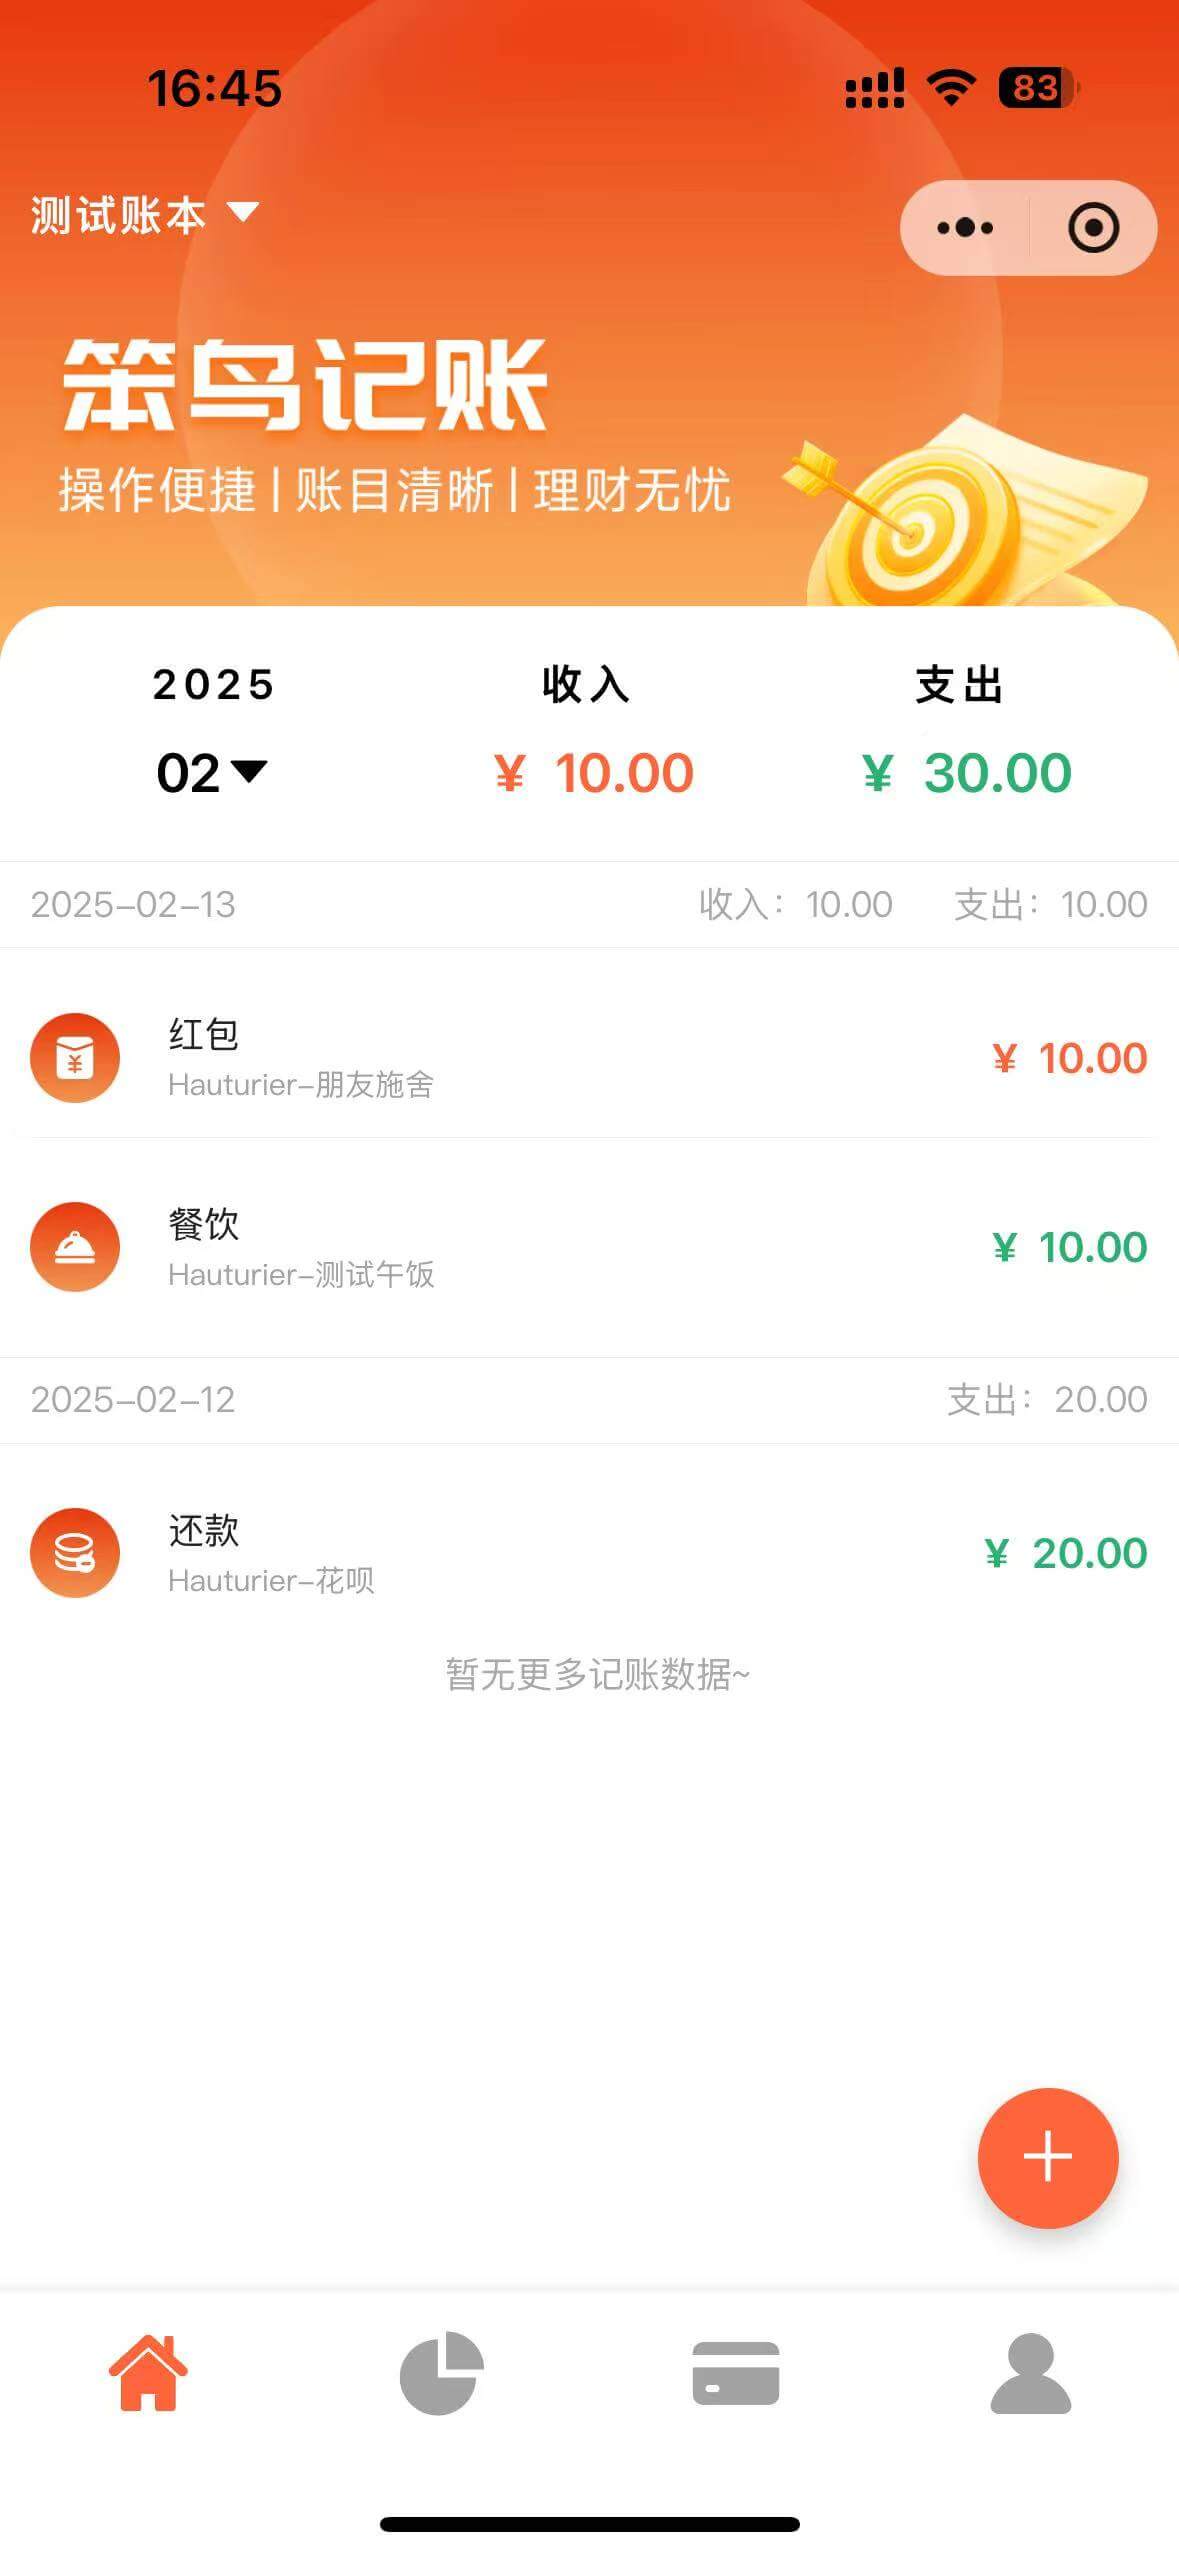 16:45
83
测试账本
笨鸟记账
操作便捷 | 账目清晰 | 理财无忧
2025 收入 支出
02 ¥ 10.00 ¥ 30.00
2025-02-13 收入：10.00 支出：10.00
红包
Hauturier-朋友施舍
¥ 10.00
餐饮
Hauturier-测试午饭
¥ 10.00
2025-02-12 支出：20.00
还款
Hauturier-花呗
¥ 20.00
暂无更多记账数据~